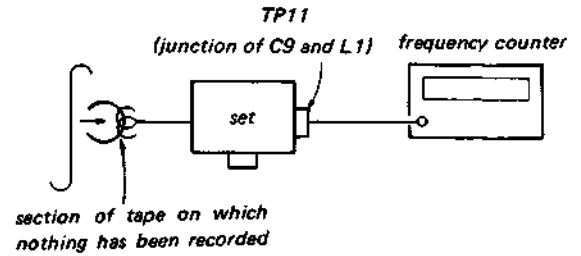 TP11
(junction of C9 and L1)
frequency counter
set
section of tape on which
nothing has been recorded